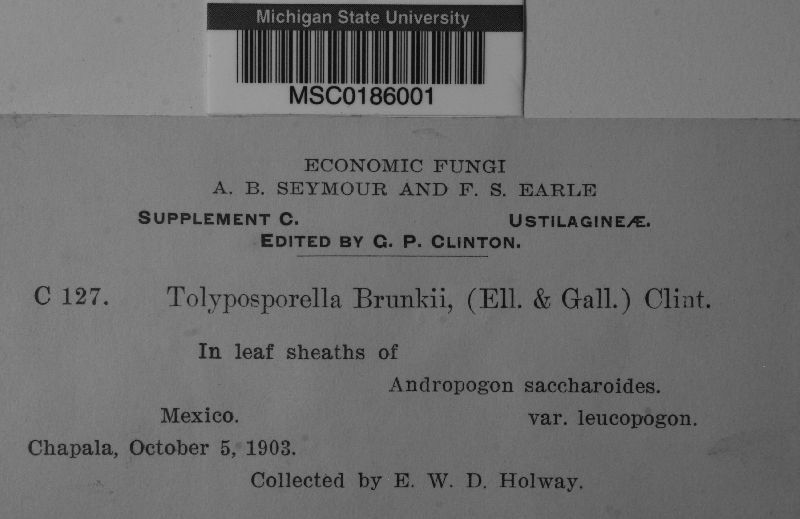 Michigan State University
MSC0186001
ECONOMIC FUNGI
A. B. SEYMOUR AND F. S. EARLE
SUPPLEMENT C. USTILAGINEÆ.
EDITED BY G. P. CLINTON.
C 127. Tolyposporella Brunkii, (Ell. & Gall.) Clint.
In leaf sheaths of
Andropogon saccharoides.
Mexico. var. leucopogon.
Chapala, October 5, 1903.
Collected by E. W. D. Holway.